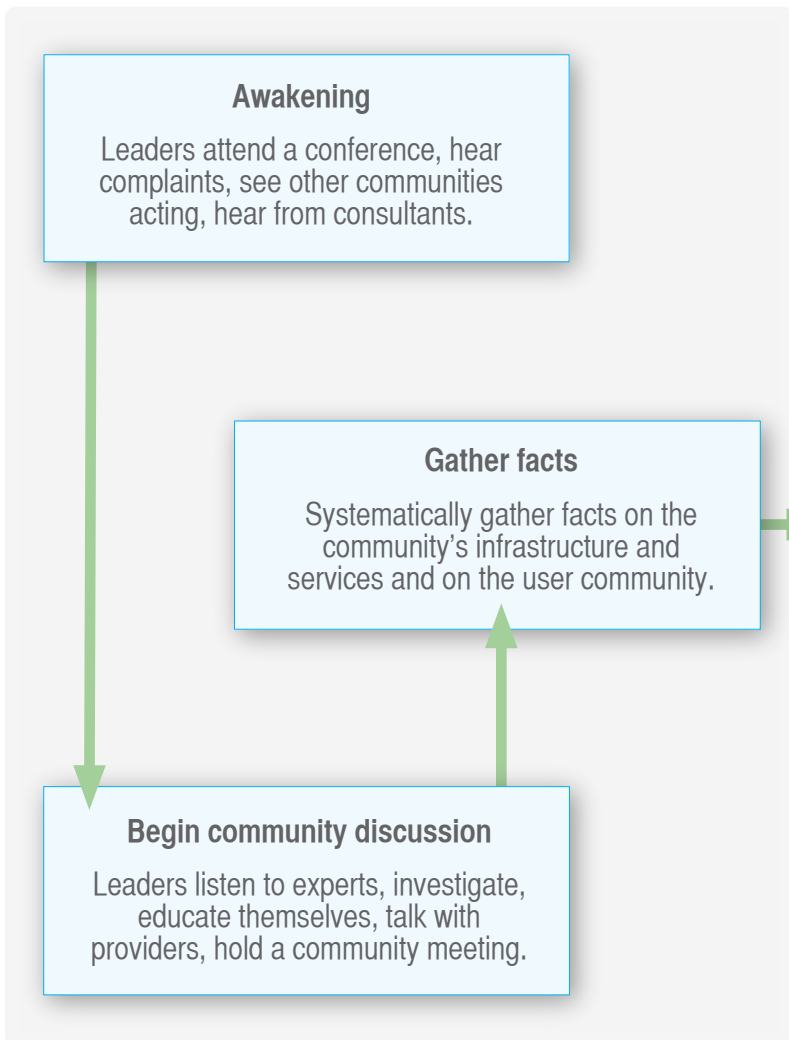 Awakening
Leaders attend a conference, hear
complaints, see other communities
acting, hear from consultants.
Gather facts
Systematically gather facts on the
community’s infrastructure and
services and on the user community.
Begin community discussion
Leaders listen to experts, investigate,
educate themselves, talk with
providers, hold a community meeting.